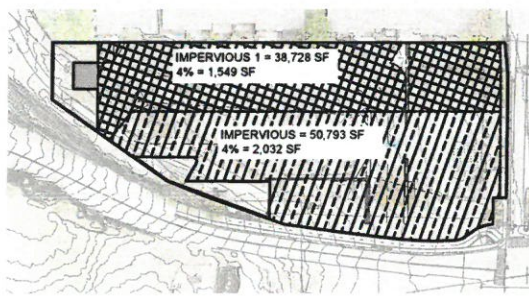 IMPERVIOUS 1 = 38,728 SF
4% = 1,549 SF
IMPERVIOUS = 50,793 SF
4% = 2,032 SF